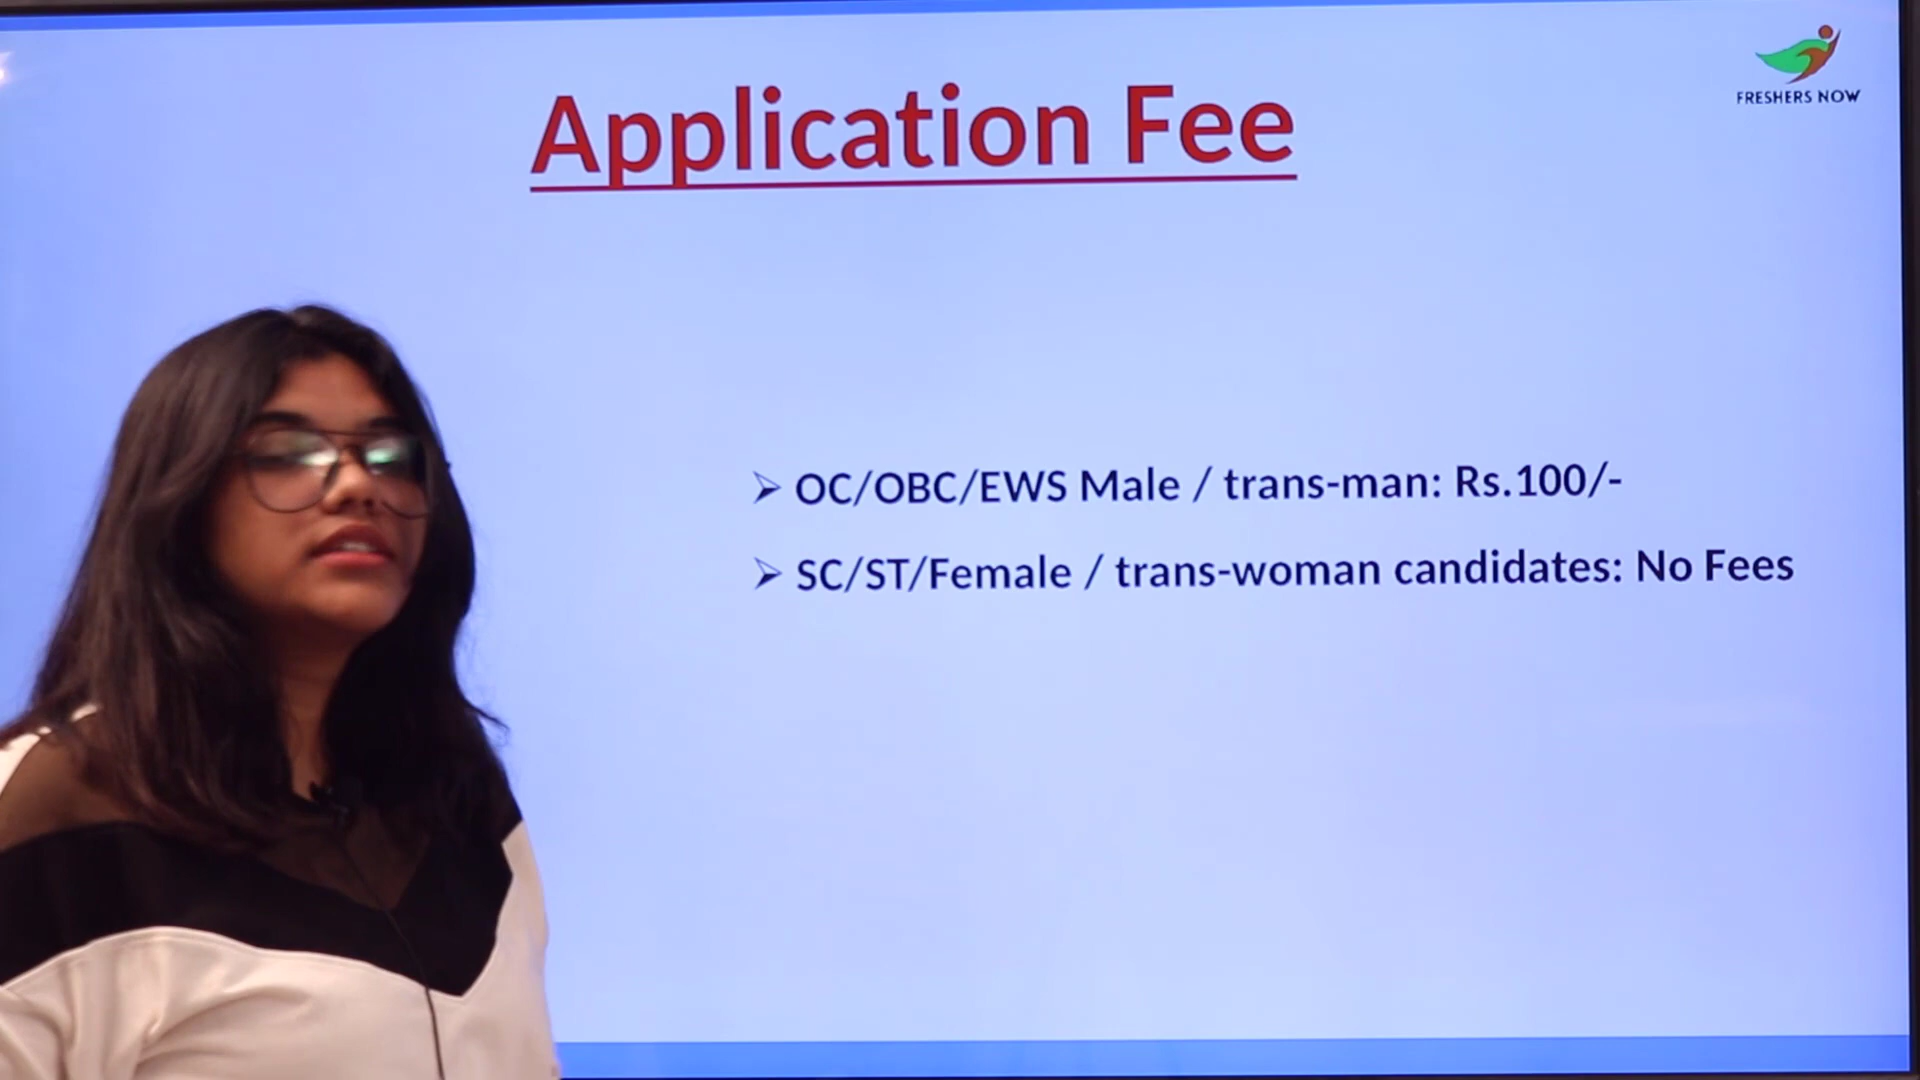 FRESHERS NOW
Application Fee
➢ OC/OBC/EWS Male / trans-man: Rs.100/-
➢ SC/ST/Female / trans-woman candidates: No Fees